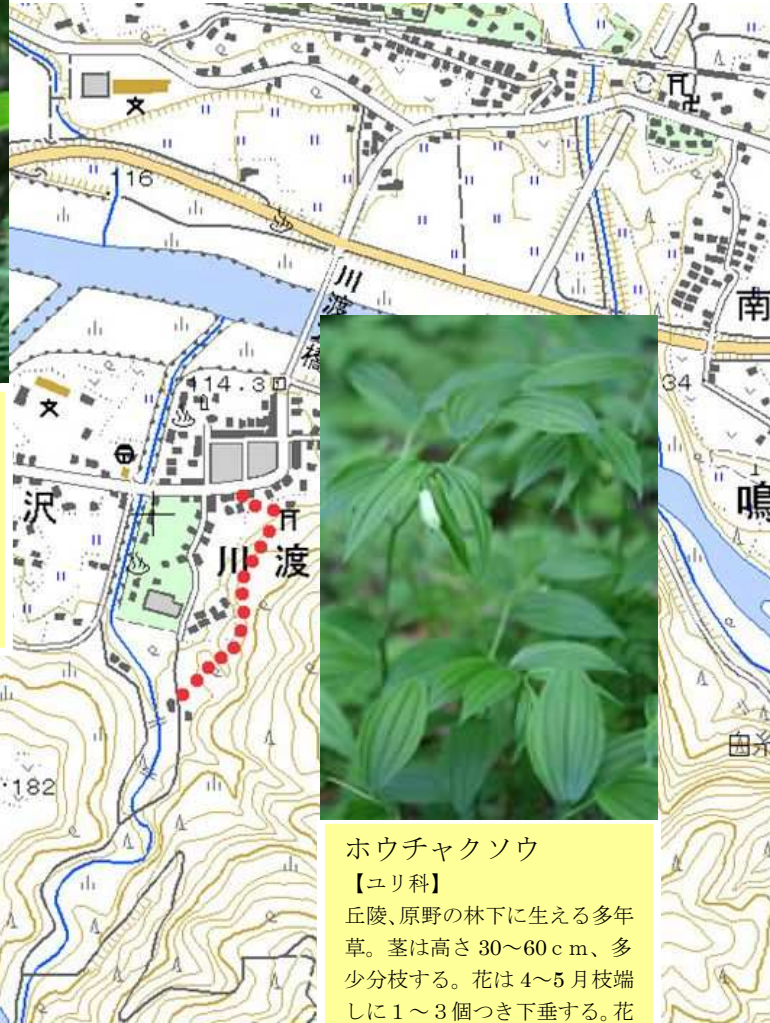 116
川渡大橋
南
114.3
34
沢
鳴
川渡
182
ホウチャクソウ
【ユリ科】
丘陵、原野の林下に生える多年
草。茎は高さ 30~60ｃｍ、多
少分枝する。花は 4~5 月枝端
しに１～３個つき下垂する。花